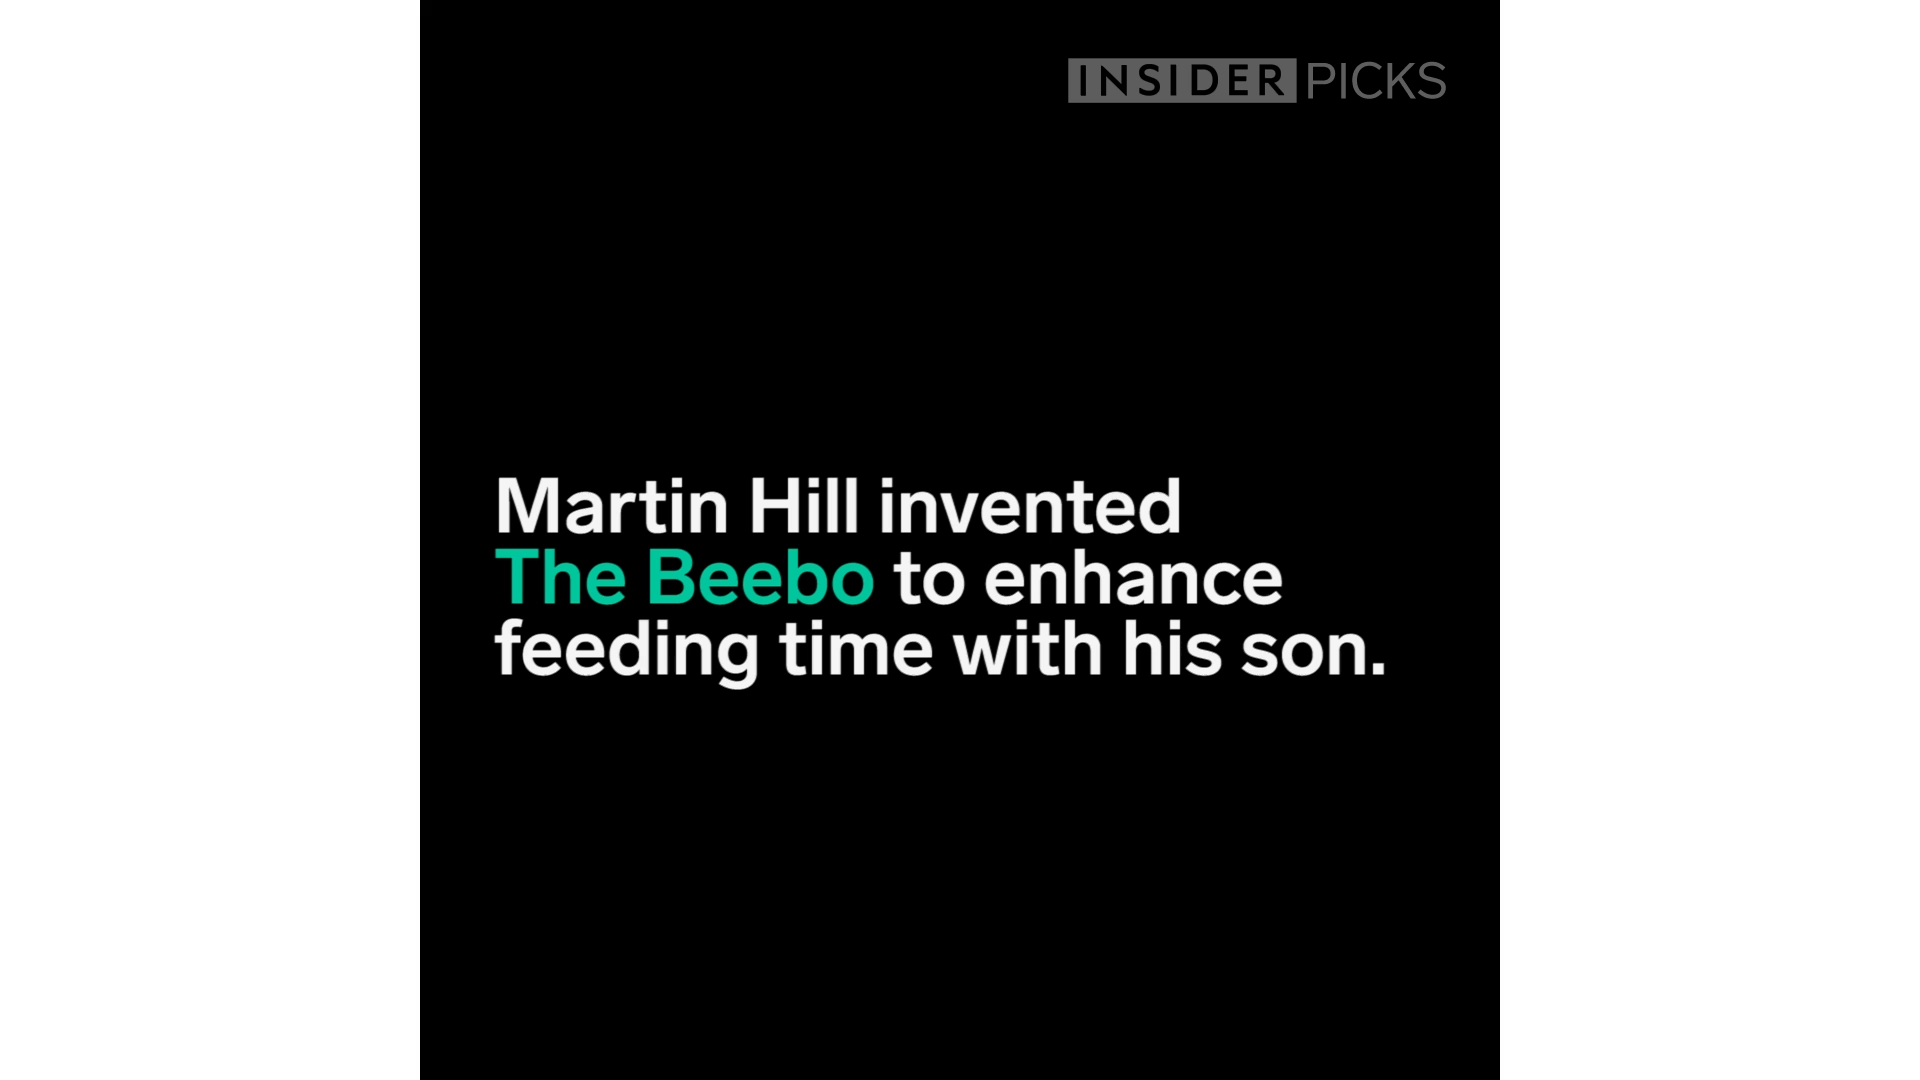 INSIDER PICKS
Martin Hill invented
The Beebo to enhance
feeding time with his son.